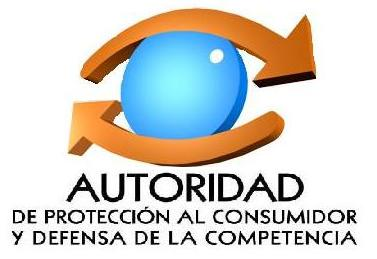 AUTORIDAD
DE PROTECCIÓN AL CONSUMIDOR
Y DEFENSA DE LA COMPETENCIA